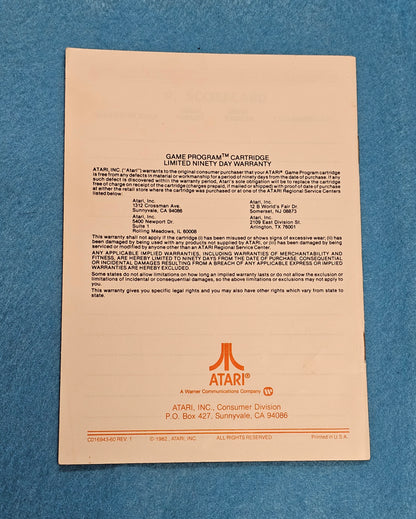 GAME PROGRAM™ CARTRIDGE
LIMITED NINETY DAY WARRANTY
ATARI, INC. ("Atari") warrants to the original consumer purchaser that your ATARI® Game Program cartridge
is free from any defects in material or workmanship for a period of ninety days from the date of purchase. If any
such defect is discovered within the warranty period, Atari's sole obligation will be to replace the cartridge
free of charge on receipt of the cartridge (charges prepaid, if mailed or shipped) with proof of date of purchase
at either the retail store where the cartridge was purchased or at one of the ATARI Regional Service Centers
listed below:
Atari, Inc.
1312 Crossman Ave.
Sunnyvale, CA 94086
Atari, Inc.
12 B World's Fair Dr.
Somerset, NJ 08873
Atari, Inc.
5400 Newport Dr.
Suite 1
Rolling Meadows, IL 60008
Atari, Inc.
2109 East Division St.
Arlington, TX 76001
This warranty shall not apply if the cartridge (i) has been misused or shows signs of excessive wear, (ii) has
been damaged by being used with any products not supplied by ATARI, or (iii) has been damaged by being
serviced or modified by anyone other than an ATARI Regional Service Center.
ANY APPLICABLE IMPLIED WARRANTIES, INCLUDING WARRANTIES OF MERCHANTABILITY AND
FITNESS, ARE HEREBY LIMITED TO NINETY DAYS FROM THE DATE OF PURCHASE. CONSEQUENTIAL
OR INCIDENTAL DAMAGES RESULTING FROM A BREACH OF ANY APPLICABLE EXPRESS OR IMPLIED
WARRANTIES ARE HEREBY EXCLUDED.
Some states do not allow limitations on how long an implied warranty lasts or do not allow the exclusion or
limitations of incidental or consequential damages, so the above limitations or exclusions may not apply to
you.
This warranty gives you specific legal rights and you may also have other rights which vary from state to
state.
ATARI®
A Warner Communications Company
ATARI, INC., Consumer Division
P.O. Box 427, Sunnyvale, CA 94086
C016943-60 REV. 1 © 1982, ATARI, INC. ALL RIGHTS RESERVED Printed in U.S.A.